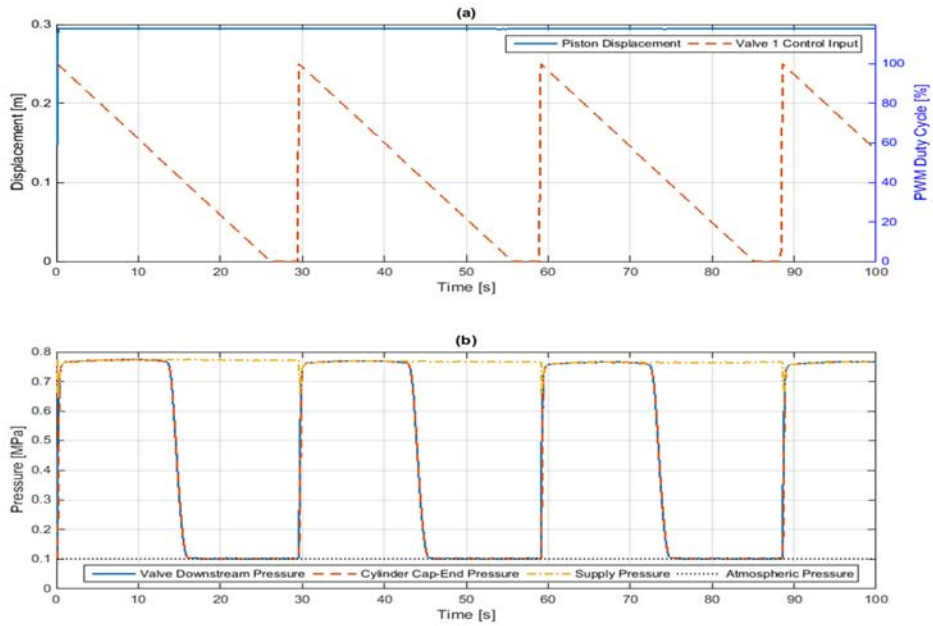 (a)
0.3
Piston Displacement Valve 1 Control Input
100
0.2
80
Displacement [m]
60
PWM Duty Cycle [%]
0.1
40
20
0
0
0 10 20 30 40 50 60 70 80 90 100
Time [s]
(b)
0.8
0.7
0.6
0.5
Pressure [MPa]
0.4
0.3
0.2
0.1
0
Valve Downstream Pressure Cylinder Cap-End Pressure Supply Pressure Atmospheric Pressure
0 10 20 30 40 50 60 70 80 90 100
Time [s]